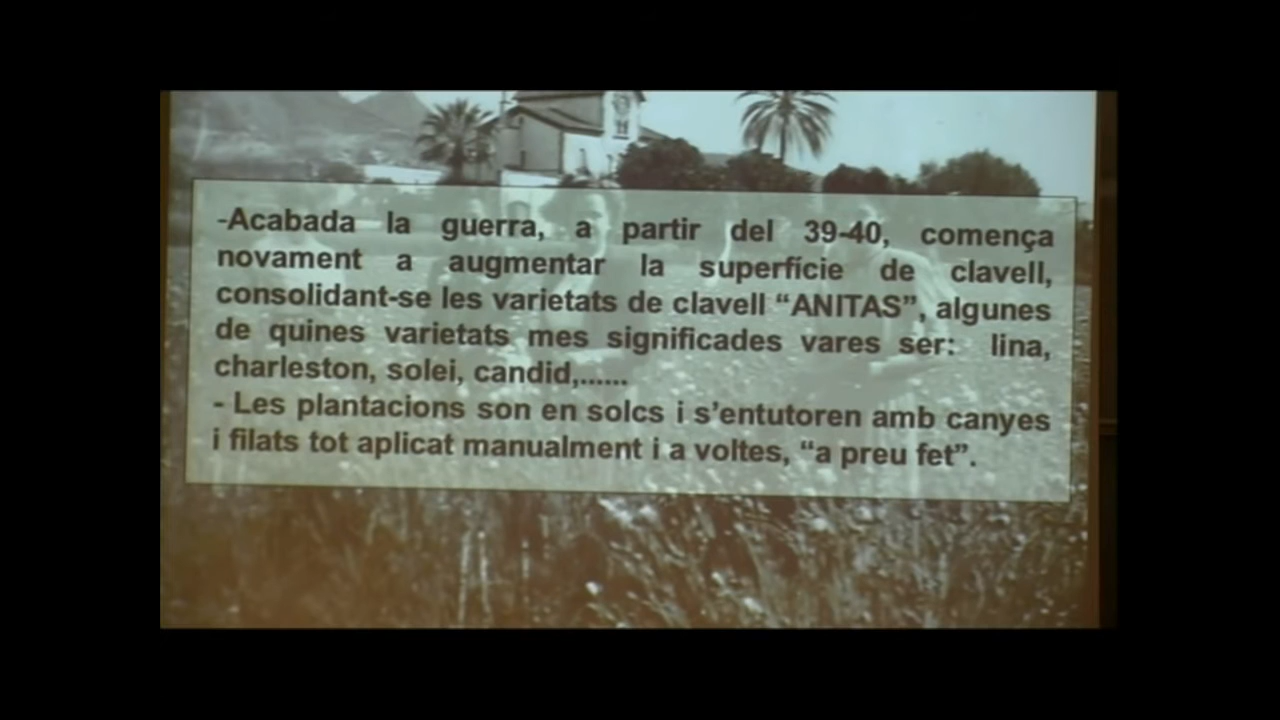 -Acabada la guerra, a partir del 39-40, comença
novament a augmentar la superfície de clavell,
consolidant-se les varietats de clavell “ANITAS”, algunes
de quines varietats mes significades vares ser: lina,
charleston, solei, candid,......
- Les plantacions son en solcs i s’entutoren amb canyes
i filats tot aplicat manualment i a voltes, “a preu fet”.